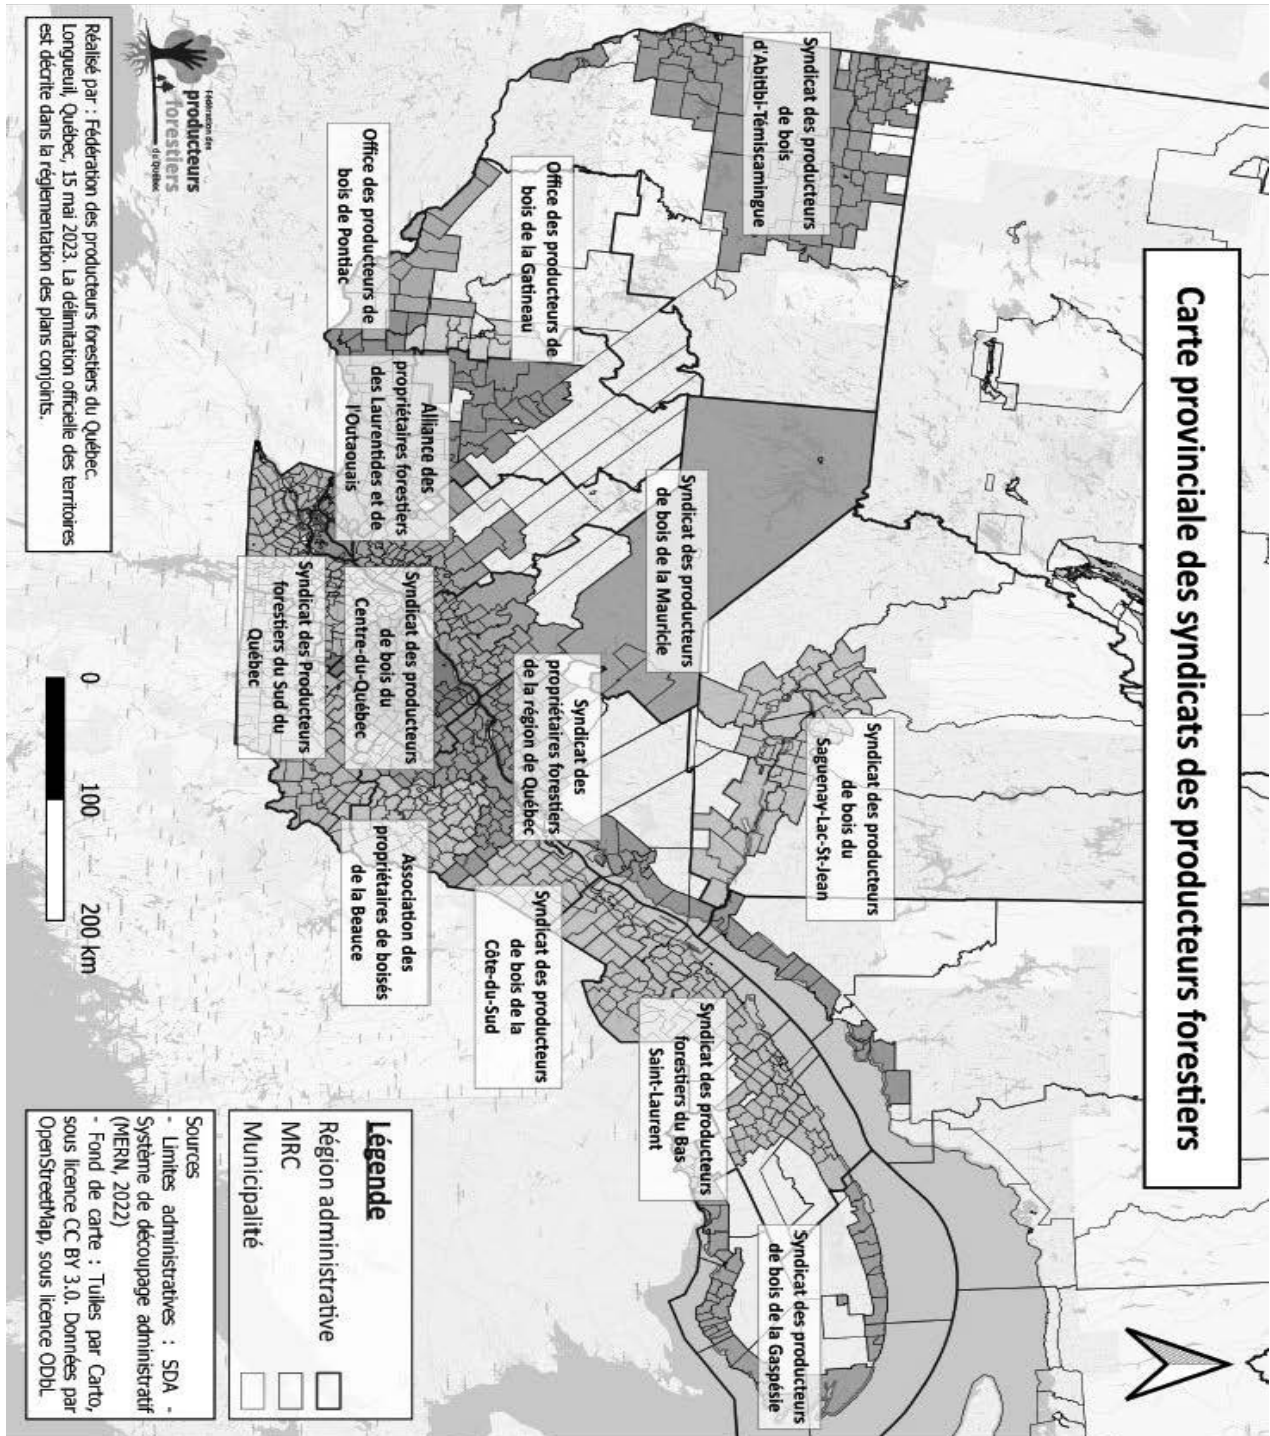 Carte provinciale des syndicats des producteurs forestiers
Syndicat des producteurs
de bois
d'Abitibi-Témiscamingue
Syndicat des producteurs
de bois du
Saguenay-Lac-St-Jean
Syndicat des producteurs
de bois de la Gaspésie
Syndicat des producteurs
de bois de la Mauricie
Syndicat des producteurs
forestiers du Bas
Saint-Laurent
Office des producteurs de
bois de la Gatineau
Syndicat des
propriétaires forestiers
de la région de Québec
Syndicat des producteurs
de bois de la
Côte-du-Sud
Office des producteurs de
bois de Pontiac
Alliance des
propriétaires forestiers
des Laurentides et de
l'Outaouais
Syndicat des producteurs
de bois du
Centre-du-Québec
Association des
propriétaires de boisés
de la Beauce
Syndicat des Producteurs
forestiers du Sud du
Québec
Fédération des
producteurs
forestiers
du Québec
Réalisé par : Fédération des producteurs forestiers du Québec.
Longueuil, Québec, 15 mai 2023. La délimitation officielle des territoires
est décrite dans la réglementation des plans conjoints.
0 100 200 km
Légende
Région administrative
MRC
Municipalité
Sources
- Limites administratives : SDA -
Système de découpage administratif
(MERN, 2022)
- Fond de carte : Tuiles par Carto,
sous licence CC BY 3.0. Données par
OpenStreetMap, sous licence ODbL.